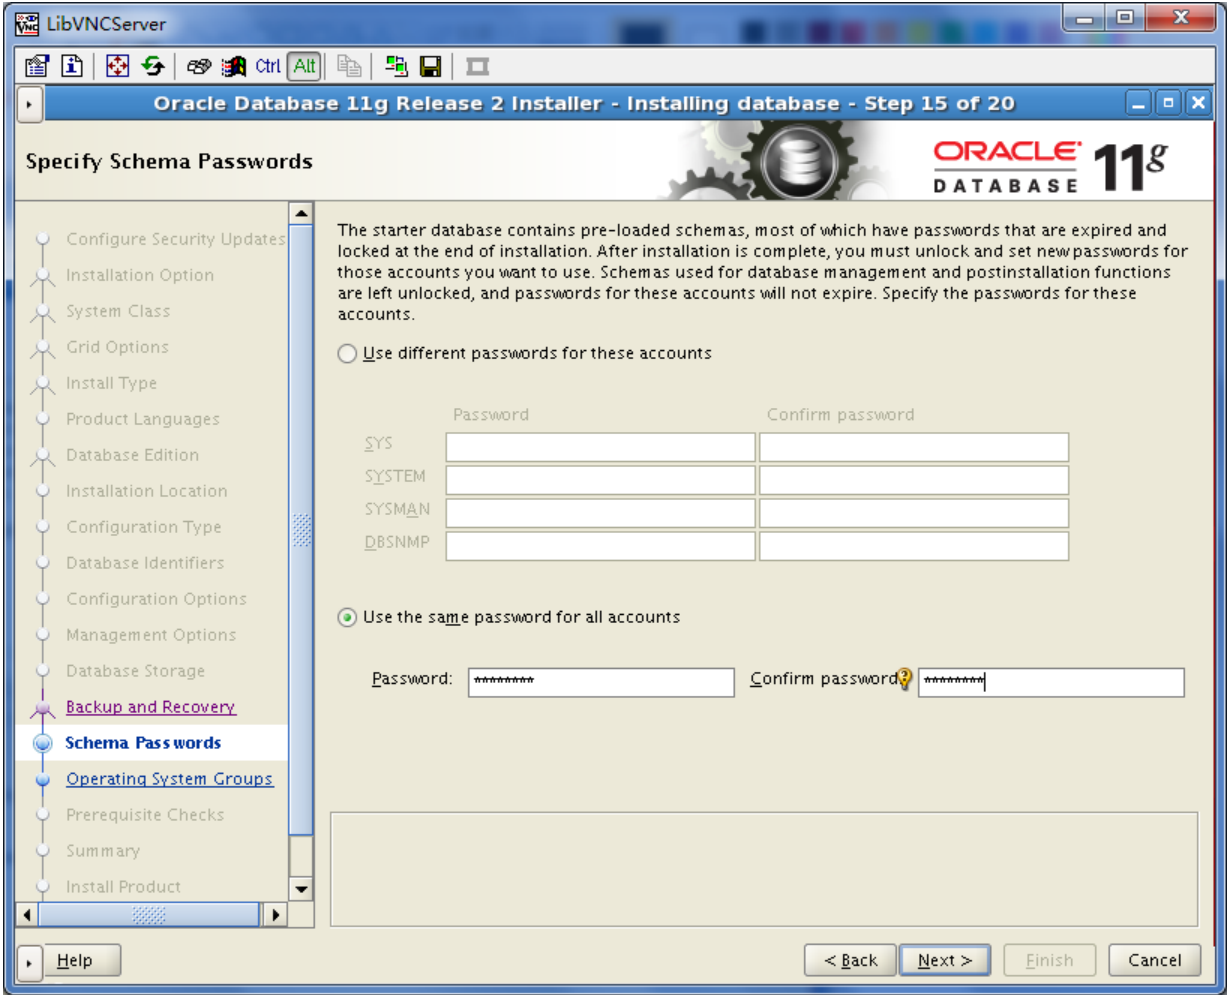 LibVNCServer
Ctrl Alt
Oracle Database 11g Release 2 Installer - Installing database - Step 15 of 20
Specify Schema Passwords
ORACLE
DATABASE
11g
Configure Security Updates
Installation Option
System Class
Grid Options
Install Type
Product Languages
Database Edition
Installation Location
Configuration Type
Database Identifiers
Configuration Options
Management Options
Database Storage
Backup and Recovery
Schema Passwords
Operating System Groups
Prerequisite Checks
Summary
Install Product
The starter database contains pre-loaded schemas, most of which have passwords that are expired and
locked at the end of installation. After installation is complete, you must unlock and set new passwords for
those accounts you want to use. Schemas used for database management and postinstallation functions
are left unlocked, and passwords for these accounts will not expire. Specify the passwords for these
accounts.
Use different passwords for these accounts
Password Confirm password
SYS
SYSTEM
SYSMAN
DBSNMP
Use the same password for all accounts
Password: ******** Confirm password ********
Help < Back Next > Finish Cancel